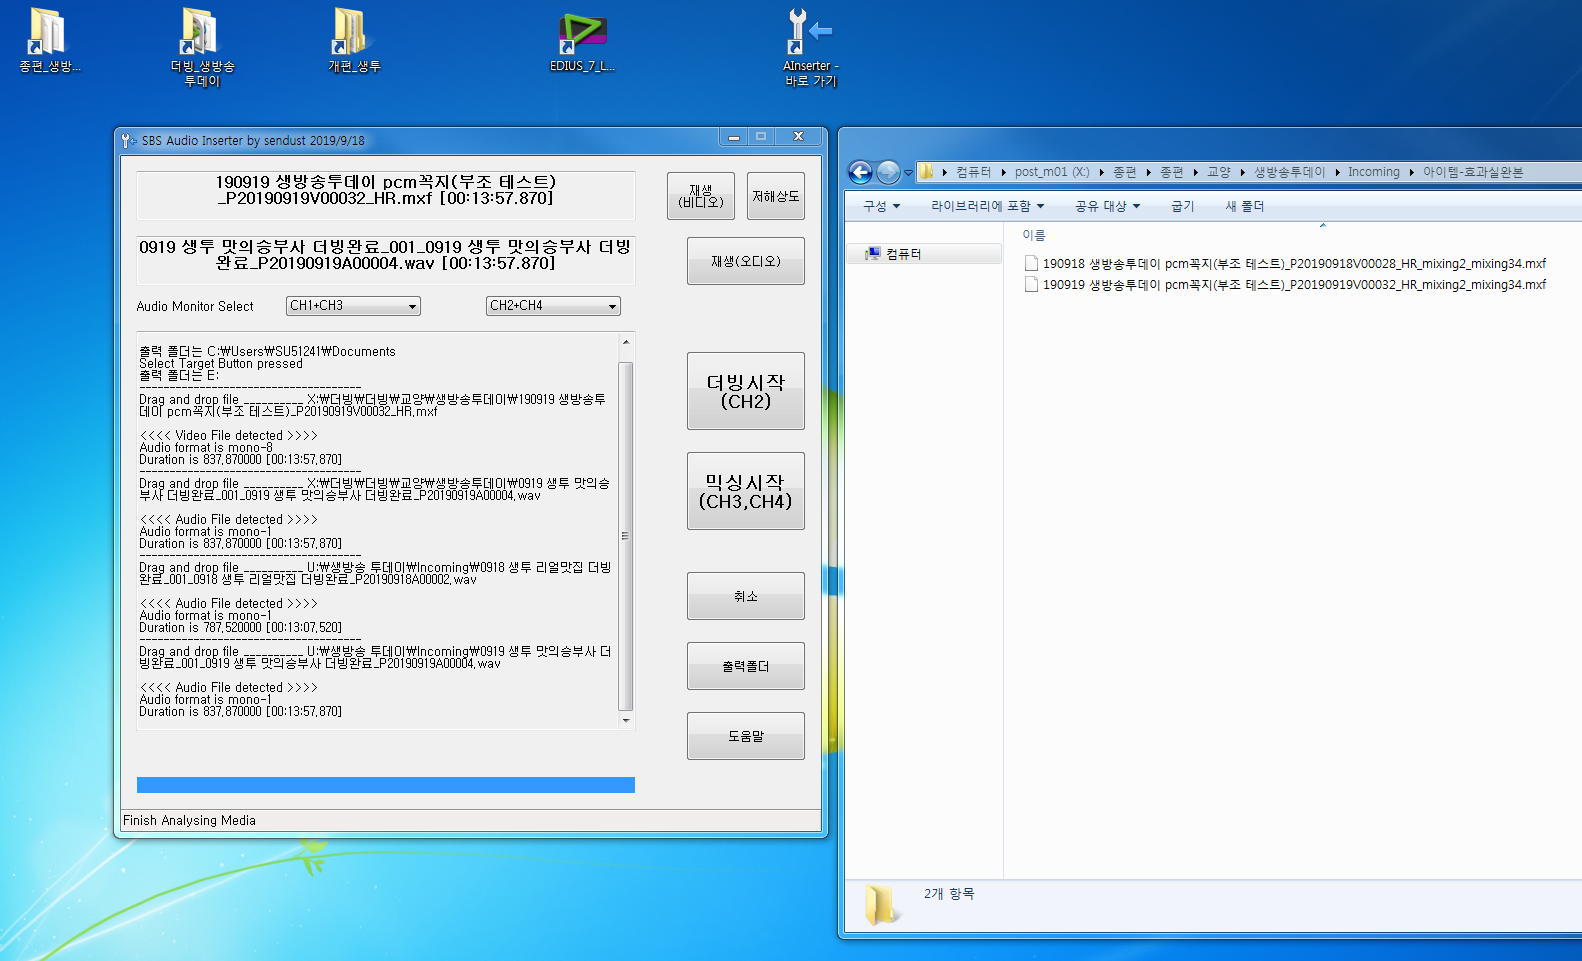 종편_생방...
더빙_생방송
투데이
개편_생투
EDIUS_7_L...
AInserter -
바로 가기
SBS Audio Inserter by sendust 2019/9/18
190919 생방송투데이 pcm꼭지(부조 테스트)
_P20190919V00032_HR.mxf [00:13:57.870]
재생
(비디오)
저해상도
0919 생투 맛의승부사 더빙완료_001_0919 생투 맛의승부사 더빙
완료_P20190919A00004.wav [00:13:57.870]
재생(오디오)
Audio Monitor Select
CH1+CH3
CH2+CH4
출력 폴더는 C:₩Users₩SU51241₩Documents
Select Target Button pressed
출력 폴더는 E:
-------------------------------------
Drag and drop file __________ X:₩더빙₩더빙₩교양₩생방송투데이₩190919 생방송투
데이 pcm꼭지(부조 테스트)_P20190919V00032_HR.mxf
<<<< Video File detected >>>>
Audio format is mono-8
Duration is 837.870000 [00:13:57.870]
-------------------------------------
Drag and drop file __________ X:₩더빙₩더빙₩교양₩생방송투데이₩0919 생투 맛의승
부사 더빙완료_001_0919 생투 맛의승부사 더빙완료_P20190919A00004.wav
<<<< Audio File detected >>>>
Audio format is mono-1
Duration is 837.870000 [00:13:57.870]
-------------------------------------
Drag and drop file __________ U:₩생방송 투데이₩Incoming₩0918 생투 리얼맛집 더빙
완료_001_0918 생투 리얼맛집 더빙완료_P20190918A00002.wav
<<<< Audio File detected >>>>
Audio format is mono-1
Duration is 787.520000 [00:13:07.520]
-------------------------------------
Drag and drop file __________ U:₩생방송 투데이₩Incoming₩0919 생투 맛의승부사 더
빙완료_001_0919 생투 맛의승부사 더빙완료_P20190919A00004.wav
<<<< Audio File detected >>>>
Audio format is mono-1
Duration is 837.870000 [00:13:57.870]
더빙시작
(CH2)
믹싱시작
(CH3,CH4)
취소
출력폴더
도움말
Finish Analysing Media
컴퓨터 post_m01 (X:) 종편 종편 교양 생방송투데이 Incoming 아이템-효과실완본
구성 라이브러리에 포함 공유 대상 굽기 새 폴더
컴퓨터
이름
190918 생방송투데이 pcm꼭지(부조 테스트)_P20190918V00028_HR_mixing2_mixing34.mxf
190919 생방송투데이 pcm꼭지(부조 테스트)_P20190919V00032_HR_mixing2_mixing34.mxf
2개 항목